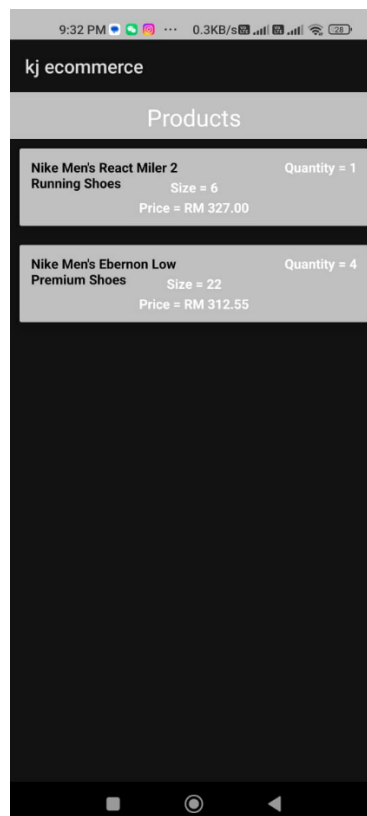 9:32 PM ··· 0.3KB/s 28
kj ecommerce
Products
Nike Men's React Miler 2 Quantity = 1
Running Shoes Size = 6
Price = RM 327.00
Nike Men's Ebernon Low Quantity = 4
Premium Shoes Size = 22
Price = RM 312.55